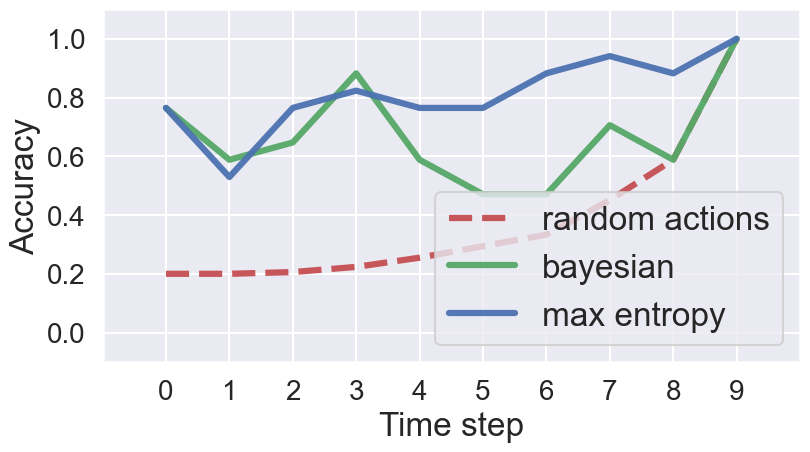 Accuracy
1.0
0.8
0.6
0.4
0.2
0.0
random actions
bayesian
max entropy
0 1 2 3 4 5 6 7 8 9
Time step